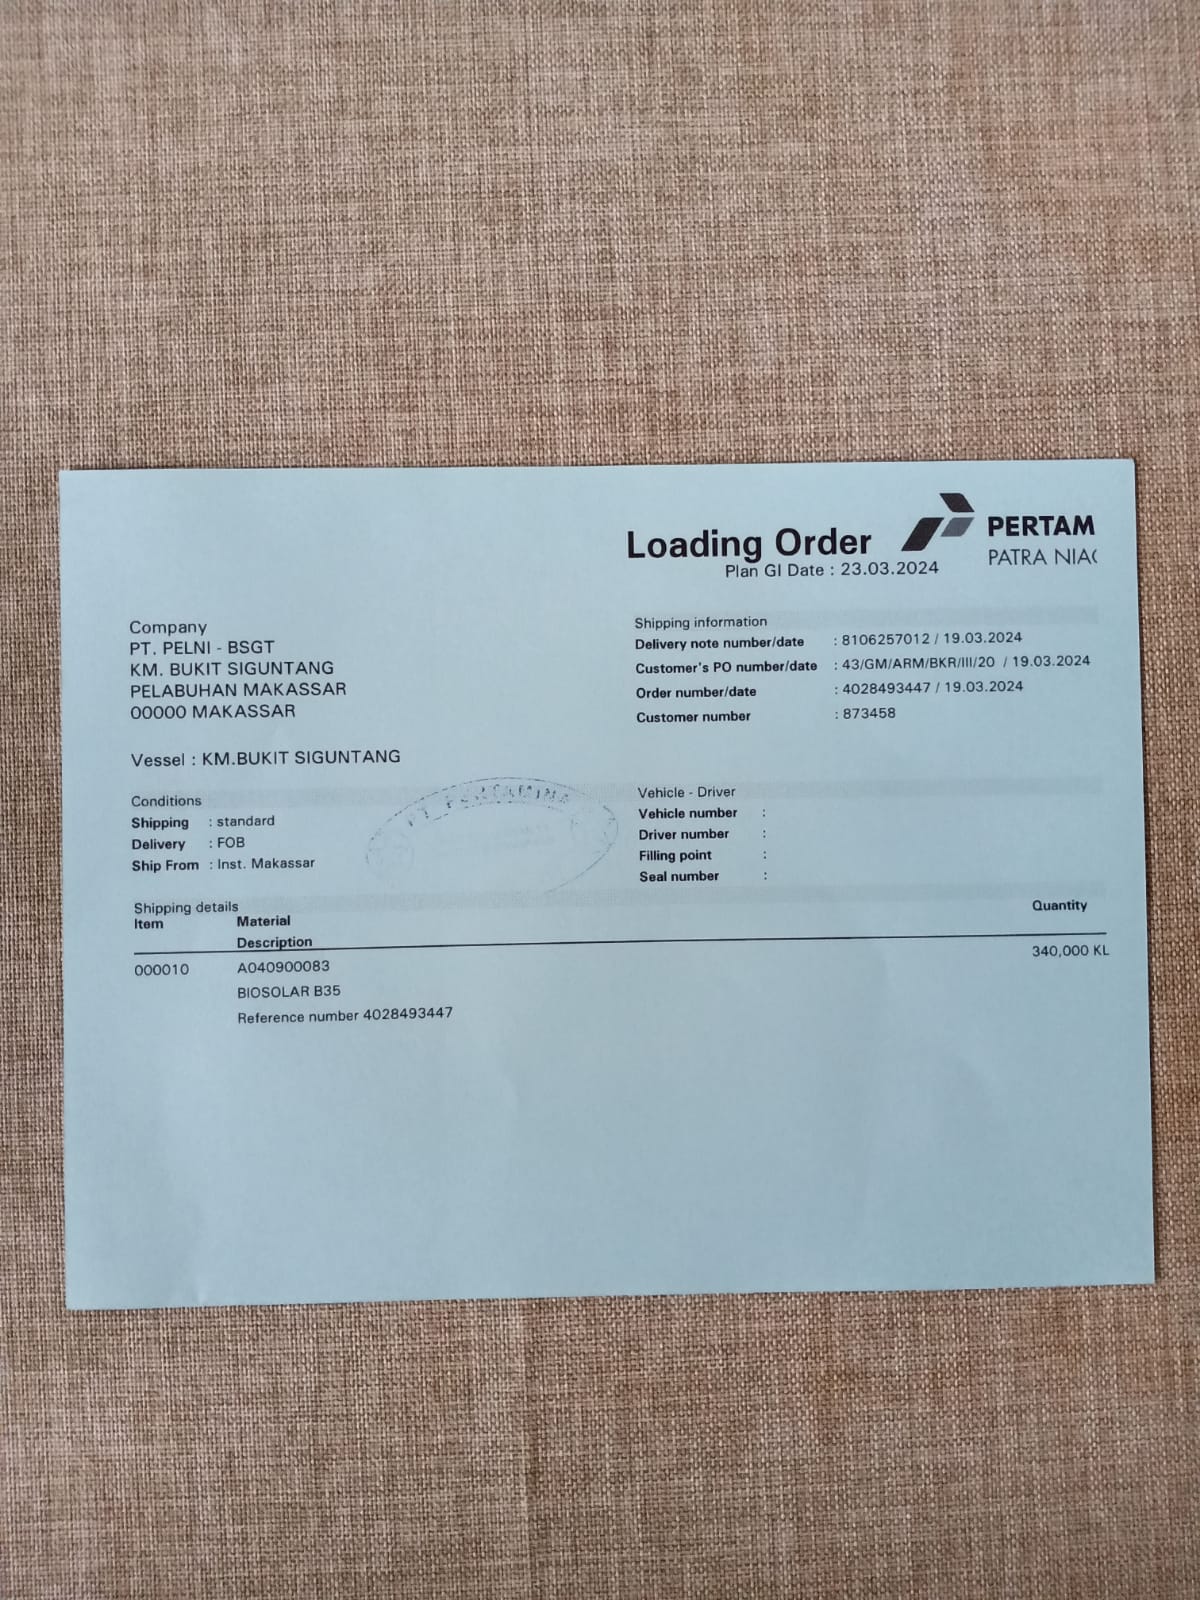 Loading Order
PERTAM
PATRA NIA
Plan GI Date : 23.03.2024
Company
PT. PELNI - BSGT
KM. BUKIT SIGUNTANG
PELABUHAN MAKASSAR
00000 MAKASSAR
Vessel : KM.BUKIT SIGUNTANG
Shipping information
Delivery note number/date : 8106257012 / 19.03.2024
Customer's PO number/date : 43/GM/ARM/BKR/III/20 / 19.03.2024
Order number/date : 4028493447 / 19.03.2024
Customer number : 873458
Conditions
Shipping : standard
Delivery : FOB
Ship From : Inst. Makassar
PT. PERTAMINA
Vehicle - Driver
Vehicle number :
Driver number :
Filling point :
Seal number :
Shipping details
Item Material Quantity
Description
000010 A040900083 340,000 KL
BIOSOLAR B35
Reference number 4028493447